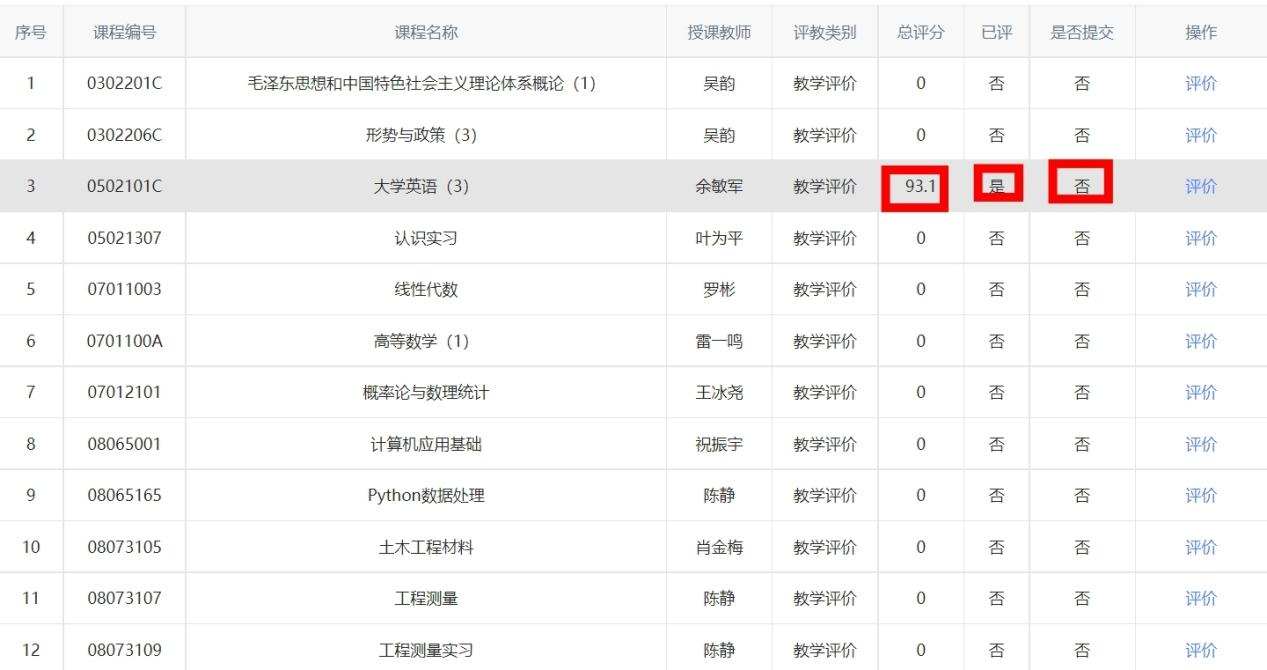 序号 课程编号 课程名称 授课教师 评教类别 总评分 已评 是否提交 操作
1 0302201C 毛泽东思想和中国特色社会主义理论体系概论（1） 吴韵 教学评价 0 否 否 评价
2 0302206C 形势与政策（3） 吴韵 教学评价 0 否 否 评价
3 0502101C 大学英语（3） 余敏军 教学评价 93.1 是 否 评价
4 05021307 认识实习 叶为平 教学评价 0 否 否 评价
5 07011003 线性代数 罗彬 教学评价 0 否 否 评价
6 0701100A 高等数学（1） 雷一鸣 教学评价 0 否 否 评价
7 07012101 概率论与数理统计 王冰尧 教学评价 0 否 否 评价
8 08065001 计算机应用基础 祝振宇 教学评价 0 否 否 评价
9 08065165 Python数据处理 陈静 教学评价 0 否 否 评价
10 08073105 土木工程材料 肖金梅 教学评价 0 否 否 评价
11 08073107 工程测量 陈静 教学评价 0 否 否 评价
12 08073109 工程测量实习 陈静 教学评价 0 否 否 评价